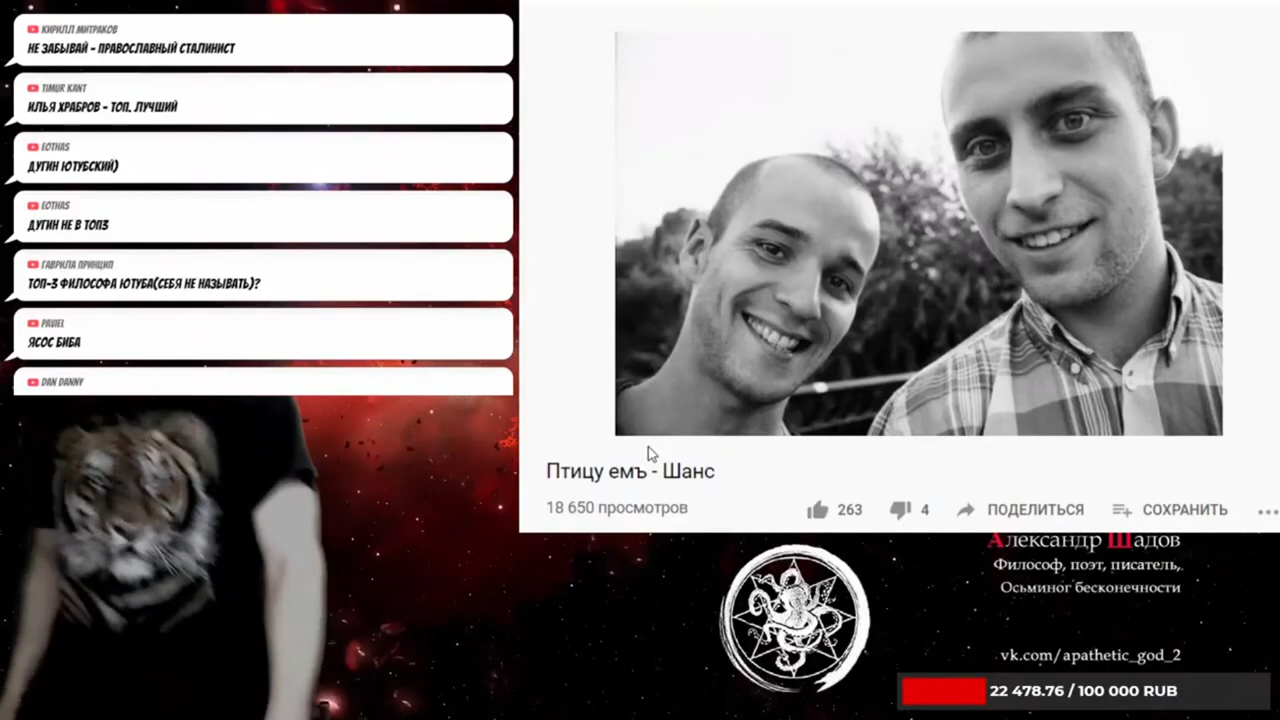 КИРИЛЛ МИТРАКОВ
НЕ ЗАБЫВАЙ - ПРАВОСЛАВНЫЙ СТАЛИНИСТ
TIMUR KANT
ИЛЬЯ ХРАБРОВ - ТОП. ЛУЧШИЙ
EOTHAS
ДУГИН ЮТУБСКИЙ)
EOTHAS
ДУГИН НЕ В ТОП3
ГАВРИЛА ПРИНЦИП
ТОП-3 ФИЛОСОФА ЮТУБА(СЕБЯ НЕ НАЗЫВАТЬ)?
PAVIEL
ЯСОС БИБА
DAN DANNY
Птицу емъ - Шанс
18 650 просмотров
263
4
ПОДЕЛИТЬСЯ
СОХРАНИТЬ
Александр Шадов
Философ, поэт, писатель,
Осьминог бесконечности
vk.com/apathetic_god_2
22 478.76 / 100 000 RUB